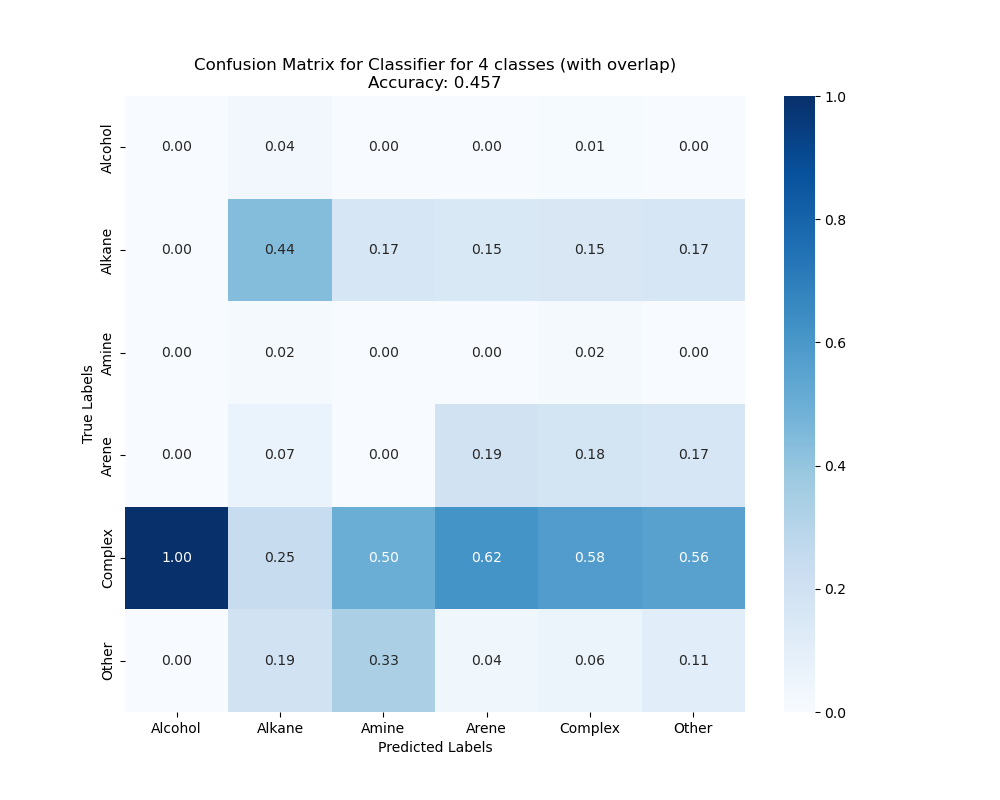 Confusion Matrix for Classifier for 4 classes (with overlap)
Accuracy: 0.457
True Labels
Alcohol 0.00 0.04 0.00 0.00 0.01 0.00
Alkane 0.00 0.44 0.17 0.15 0.15 0.17
Amine 0.00 0.02 0.00 0.00 0.02 0.00
Arene 0.00 0.07 0.00 0.19 0.18 0.17
Complex 1.00 0.25 0.50 0.62 0.58 0.56
Other 0.00 0.19 0.33 0.04 0.06 0.11
Alcohol Alkane Amine Arene Complex Other
Predicted Labels
1.0
0.8
0.6
0.4
0.2
0.0